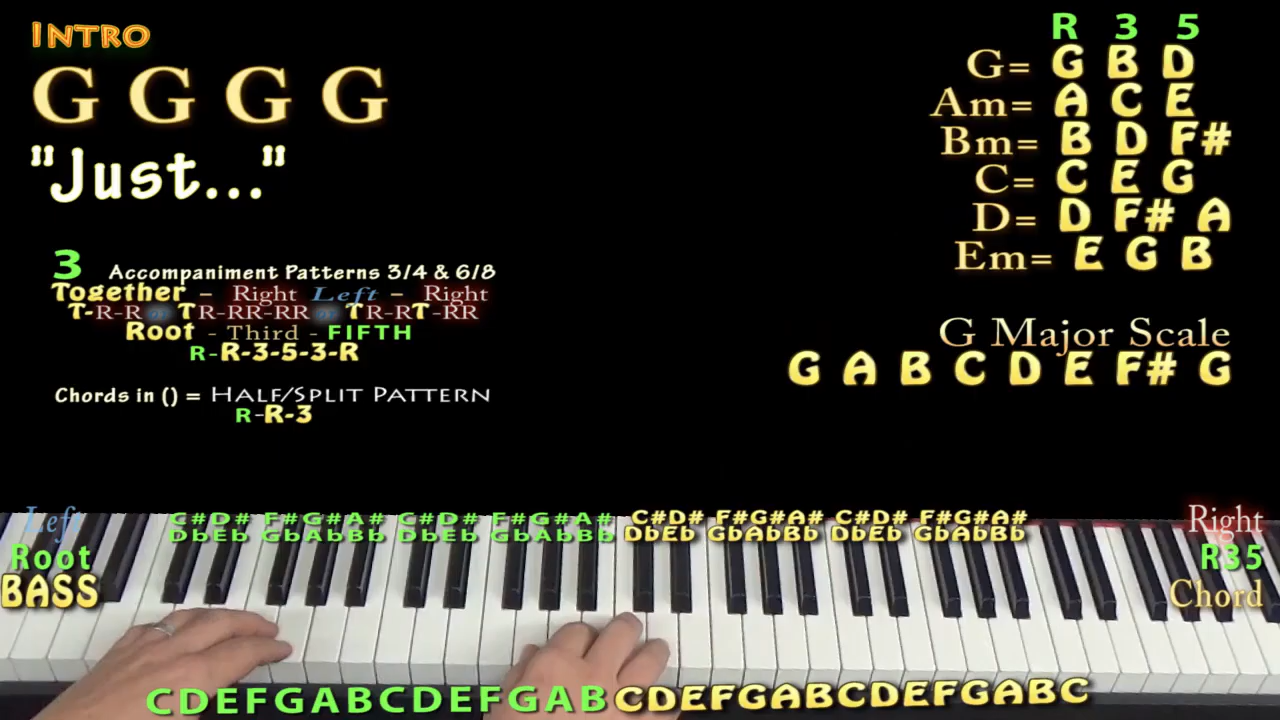 INTRO
G G G G
"Just..."
R 3 5
G= G B D
Am= A C E
Bm= B D F#
C= C E G
D= D F# A
Em= E G B
G Major Scale
G A B C D E F# G
3 Accompaniment Patterns 3/4 & 6/8
Together – Right Left – Right
T-R-R or TR-RR-RR or TR-RT-RR
Root - Third - FIFTH
R-R-3-5-3-R
Chords in () = HALF/SPLIT PATTERN
R-R-3
Left
Root
BASS
C#D# F#G#A# C#D# F#G#A# C#D# F#G#A# C#D# F#G#A#
DbEb GbAbBb DbEb GbAbBb DbEb GbAbBb DbEb GbAbBb
Right
R35
Chord
CDEFGABCDEFGABCDEFGABCDEFGABC